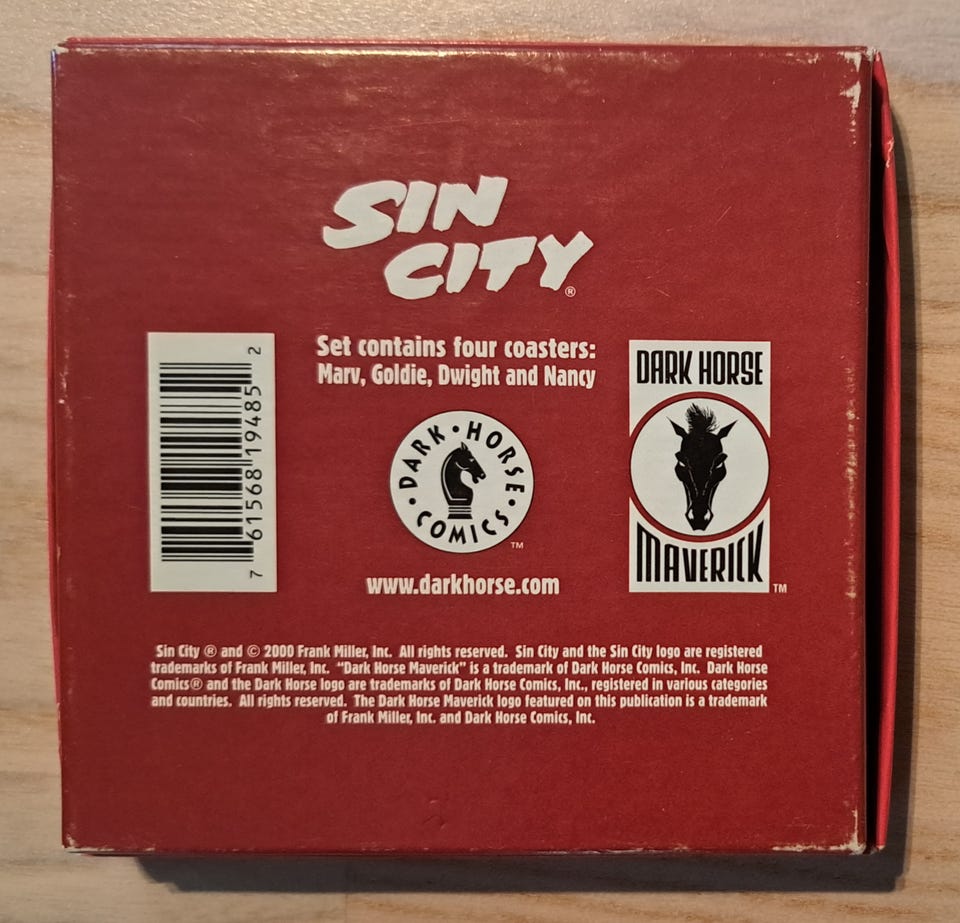 SIN
CITY®
Set contains four coasters:
Marv, Goldie, Dwight and Nancy
7 61568 19485 2
DARK · HORSE · COMICS ·
TM
www.darkhorse.com
DARK HORSE
MAVERICK
TM
Sin City ® and © 2000 Frank Miller, Inc. All rights reserved. Sin City and the Sin City logo are registered
trademarks of Frank Miller, Inc. “Dark Horse Maverick” is a trademark of Dark Horse Comics, Inc. Dark Horse
Comics® and the Dark Horse logo are trademarks of Dark Horse Comics, Inc., registered in various categories
and countries. All rights reserved. The Dark Horse Maverick logo featured on this publication is a trademark
of Frank Miller, Inc. and Dark Horse Comics, Inc.